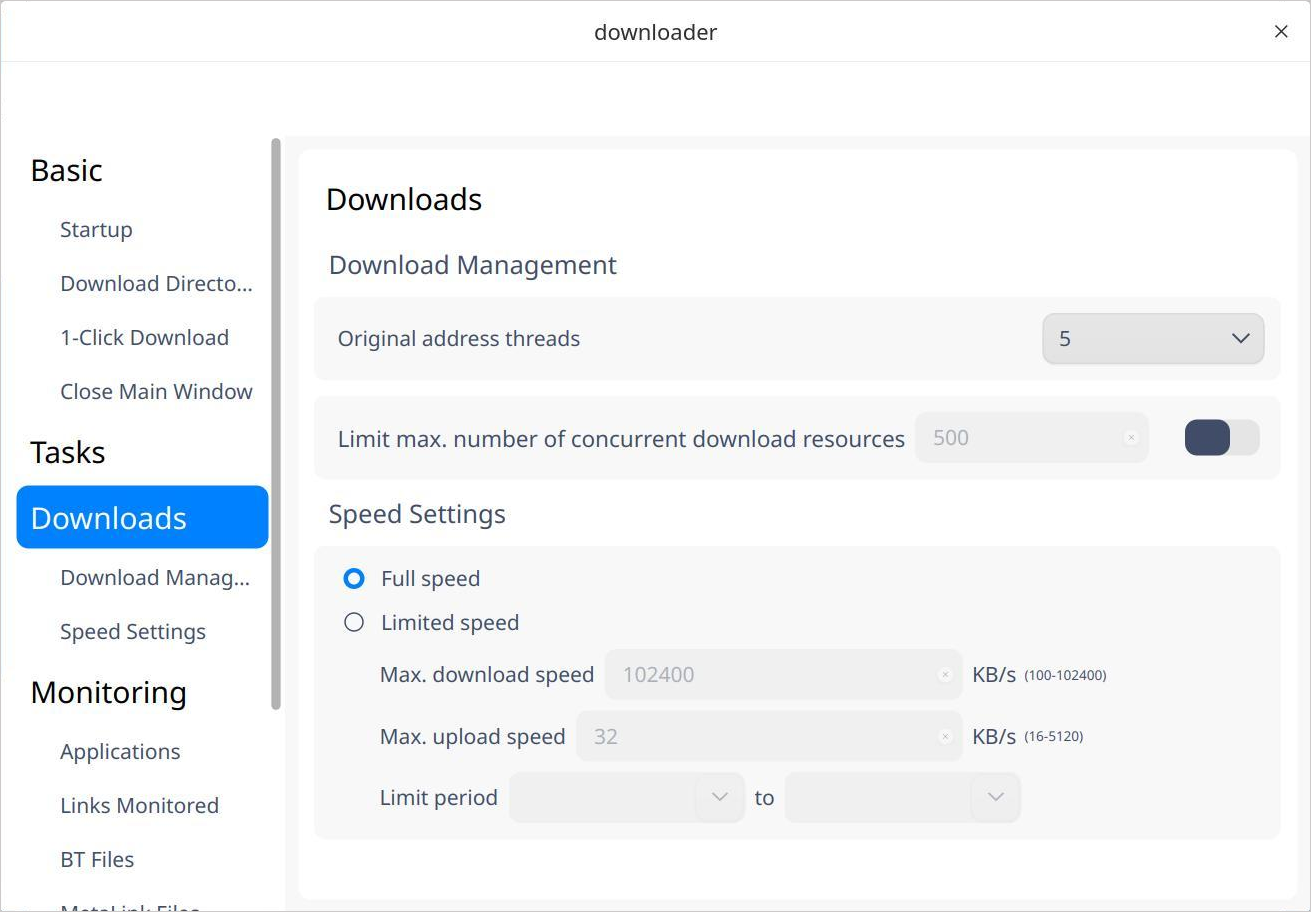 downloader
Basic
Startup
Download Directo...
1-Click Download
Close Main Window
Tasks
Downloads
Download Manag...
Speed Settings
Monitoring
Applications
Links Monitored
BT Files
MetaLink Files
Downloads
Download Management
Original address threads 5
Limit max. number of concurrent download resources 500
Speed Settings
Full speed
Limited speed
Max. download speed 102400 KB/s (100-102400)
Max. upload speed 32 KB/s (16-5120)
Limit period to